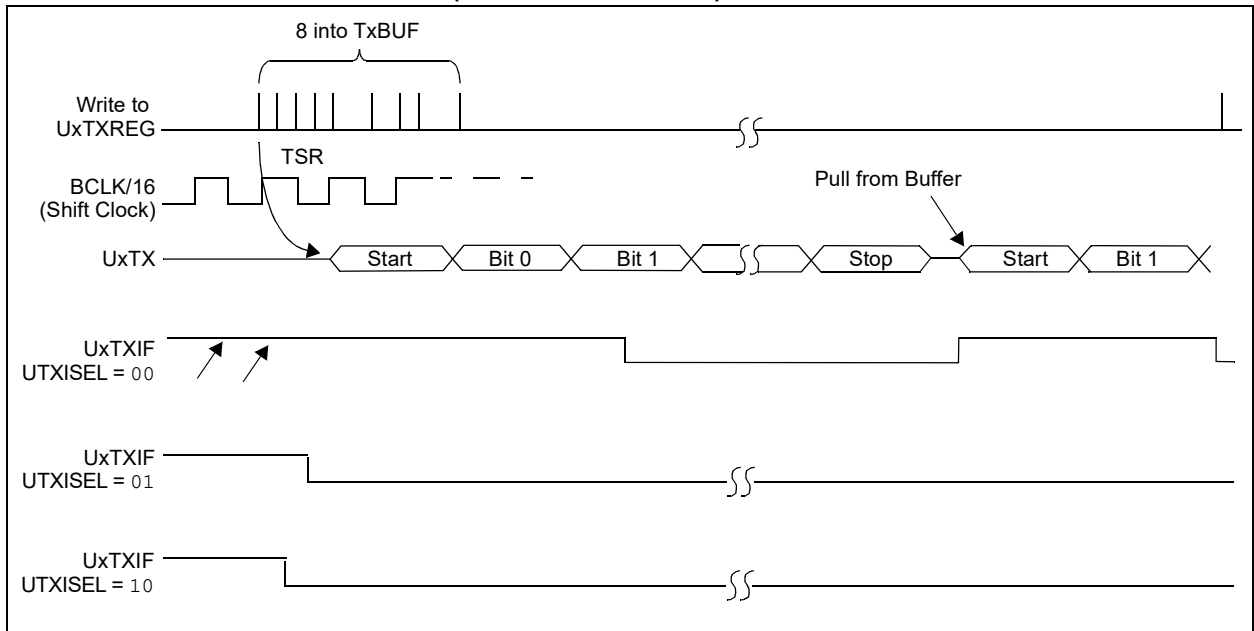 8 into TxBUF
Write to
UxTXREG
TSR
BCLK/16
(Shift Clock)
Pull from Buffer
UxTX
Start
Bit 0
Bit 1
Stop
Start
Bit 1
UxTXIF
UTXISEL = 00
UxTXIF
UTXISEL = 01
UxTXIF
UTXISEL = 10